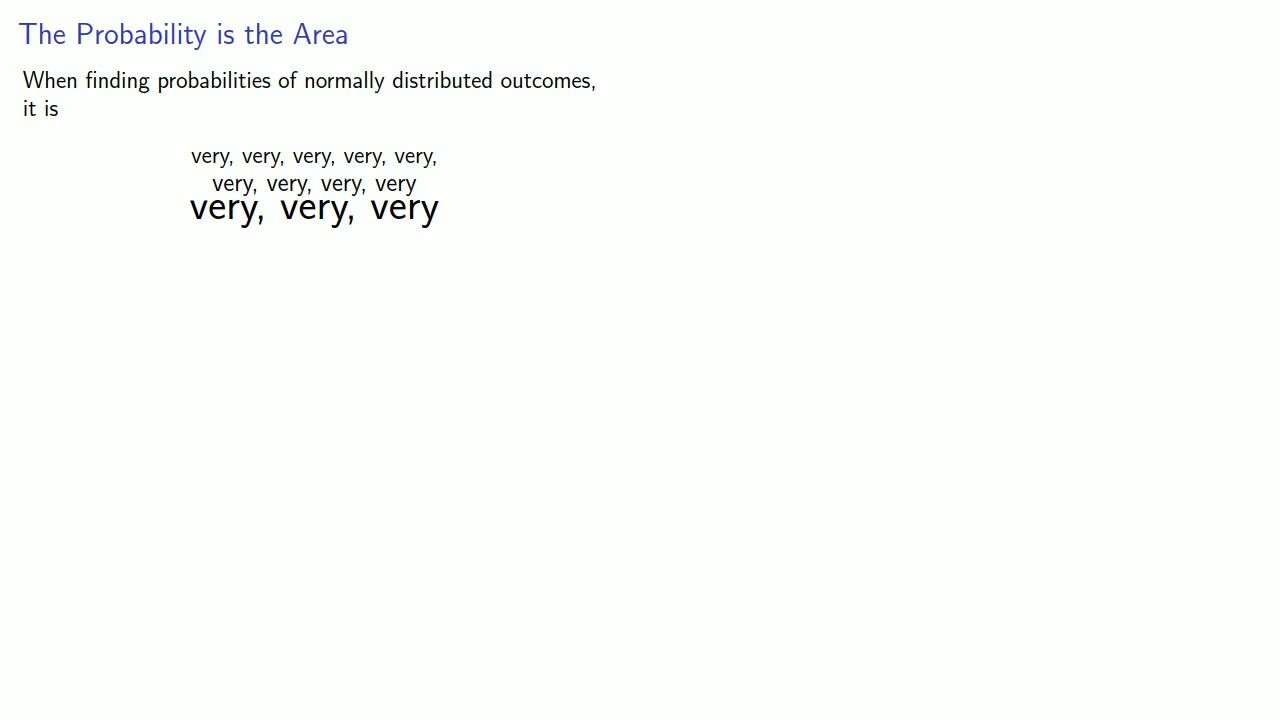 The Probability is the Area
When finding probabilities of normally distributed outcomes,
it is
very, very, very, very, very,
very, very, very, very
very, very, very